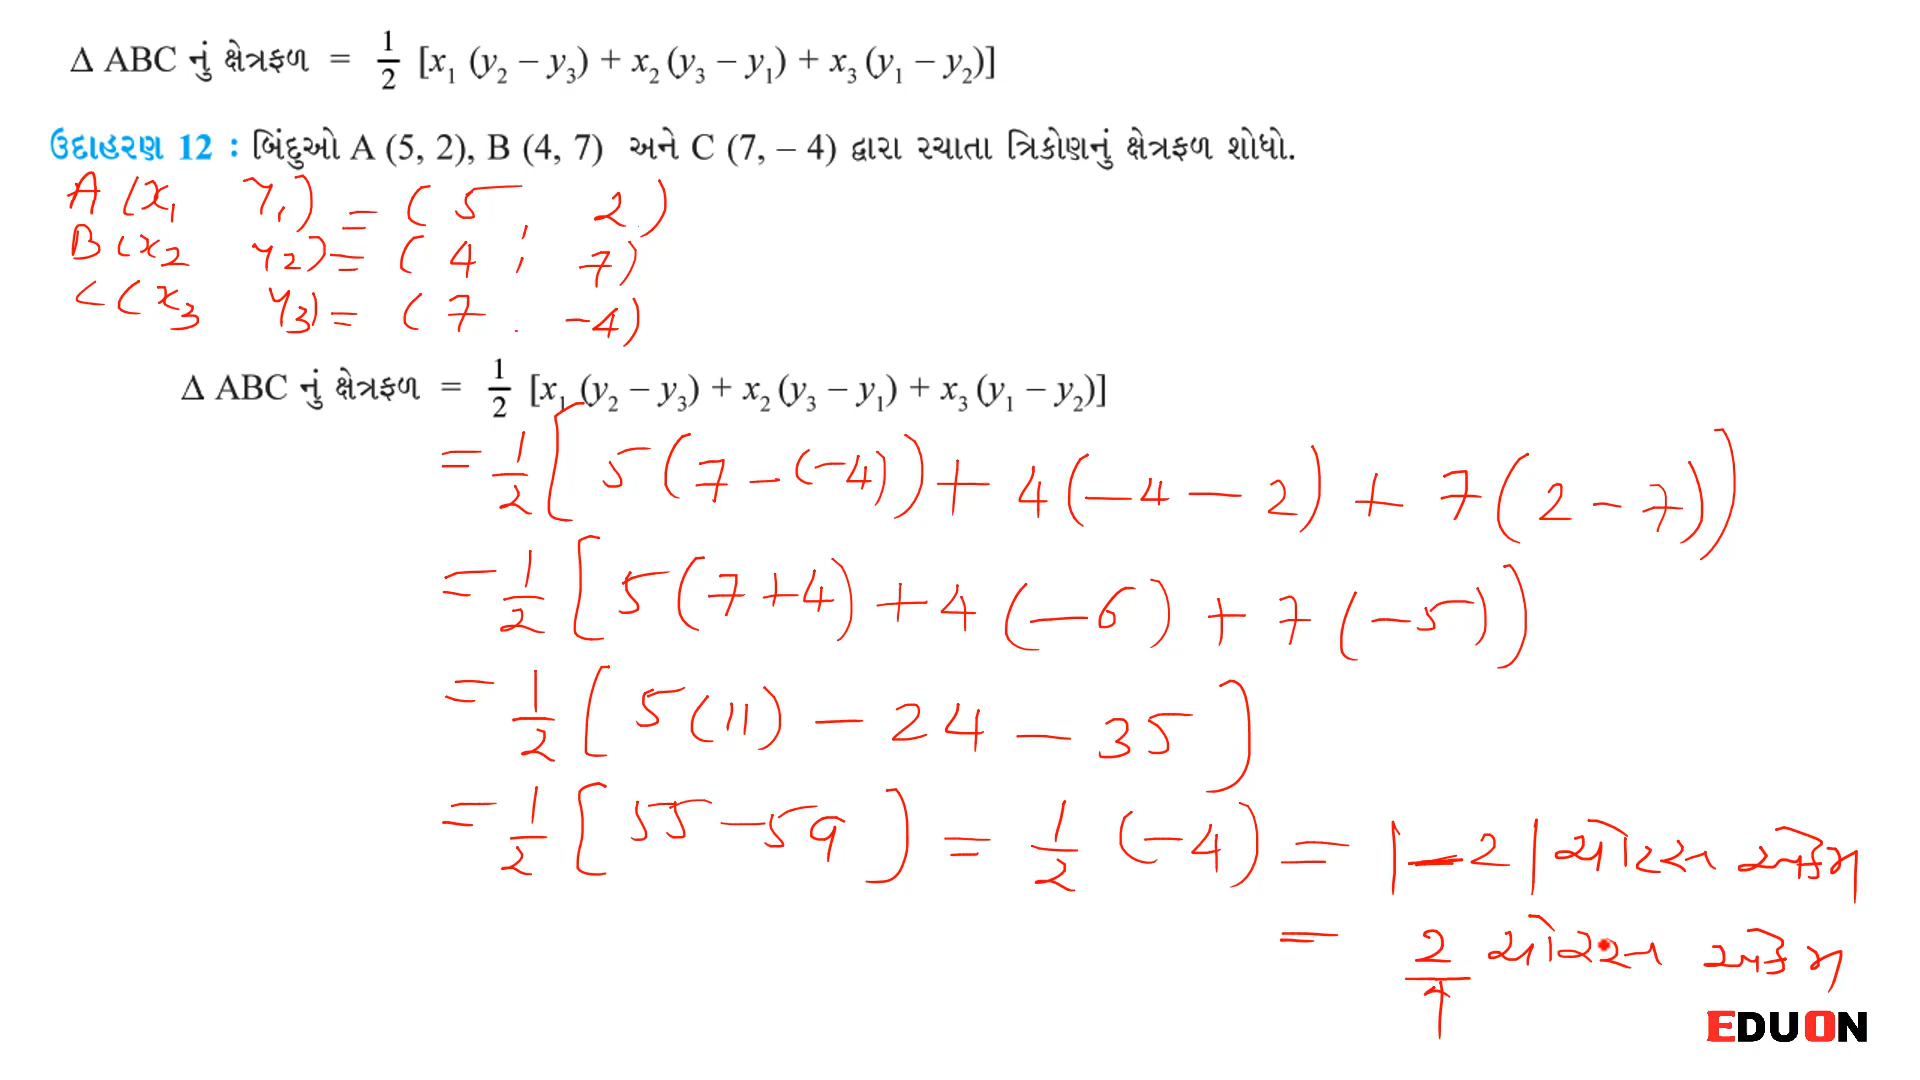 Δ ABC નું ક્ષેત્રફળ = 1/2 [x₁ (y₂ – y₃) + x₂ (y₃ – y₁) + x₃ (y₁ – y₂)]
ઉદાહરણ 12 : બિંદુઓ A (5, 2), B (4, 7) અને C (7, – 4) દ્વારા રચાતા ત્રિકોણનું ક્ષેત્રફળ શોધો.
A (x₁ y₁) = ( 5 , 2 )
B (x₂ y₂) = ( 4 , 7 )
C (x₃ y₃) = ( 7 . -4 )
Δ ABC નું ક્ષેત્રફળ = 1/2 [x₁ (y₂ – y₃) + x₂ (y₃ – y₁) + x₃ (y₁ – y₂)]
= 1/2 [ 5 (7 - (-4)) + 4 (-4 - 2) + 7 (2 - 7) ]
= 1/2 [ 5 (7+4) + 4 (-6) + 7 (-5) ]
= 1/2 [ 5 (11) - 24 - 35 ]
= 1/2 [ 55 - 59 ] = 1/2 (-4) = |-2| ચોરસ એકમ
= 2 ચોરસ એકમ
EDUON